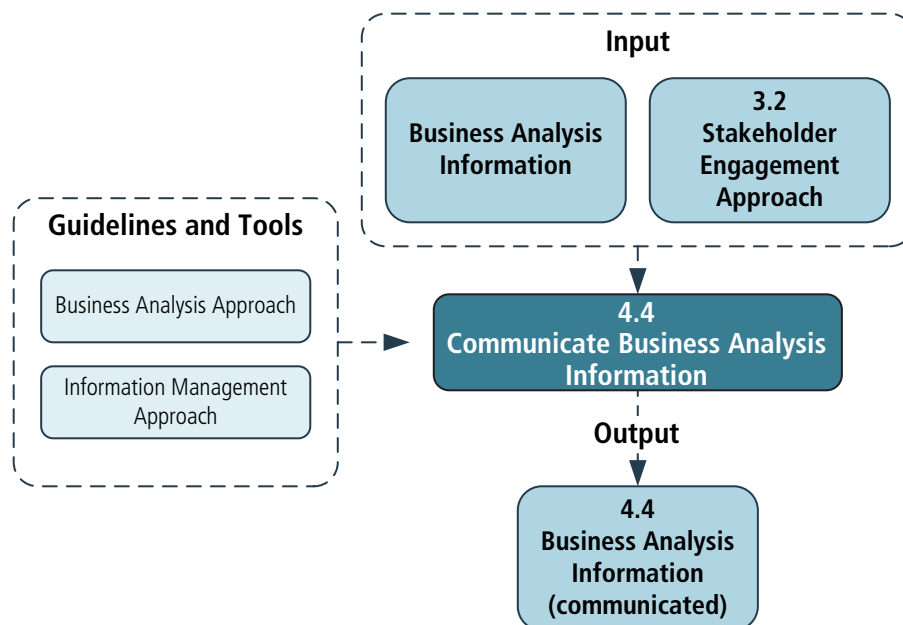 Input
Business Analysis
Information
3.2
Stakeholder
Engagement
Approach
Guidelines and Tools
Business Analysis Approach
Information Management
Approach
4.4
Communicate Business Analysis
Information
Output
4.4
Business Analysis
Information
(communicated)